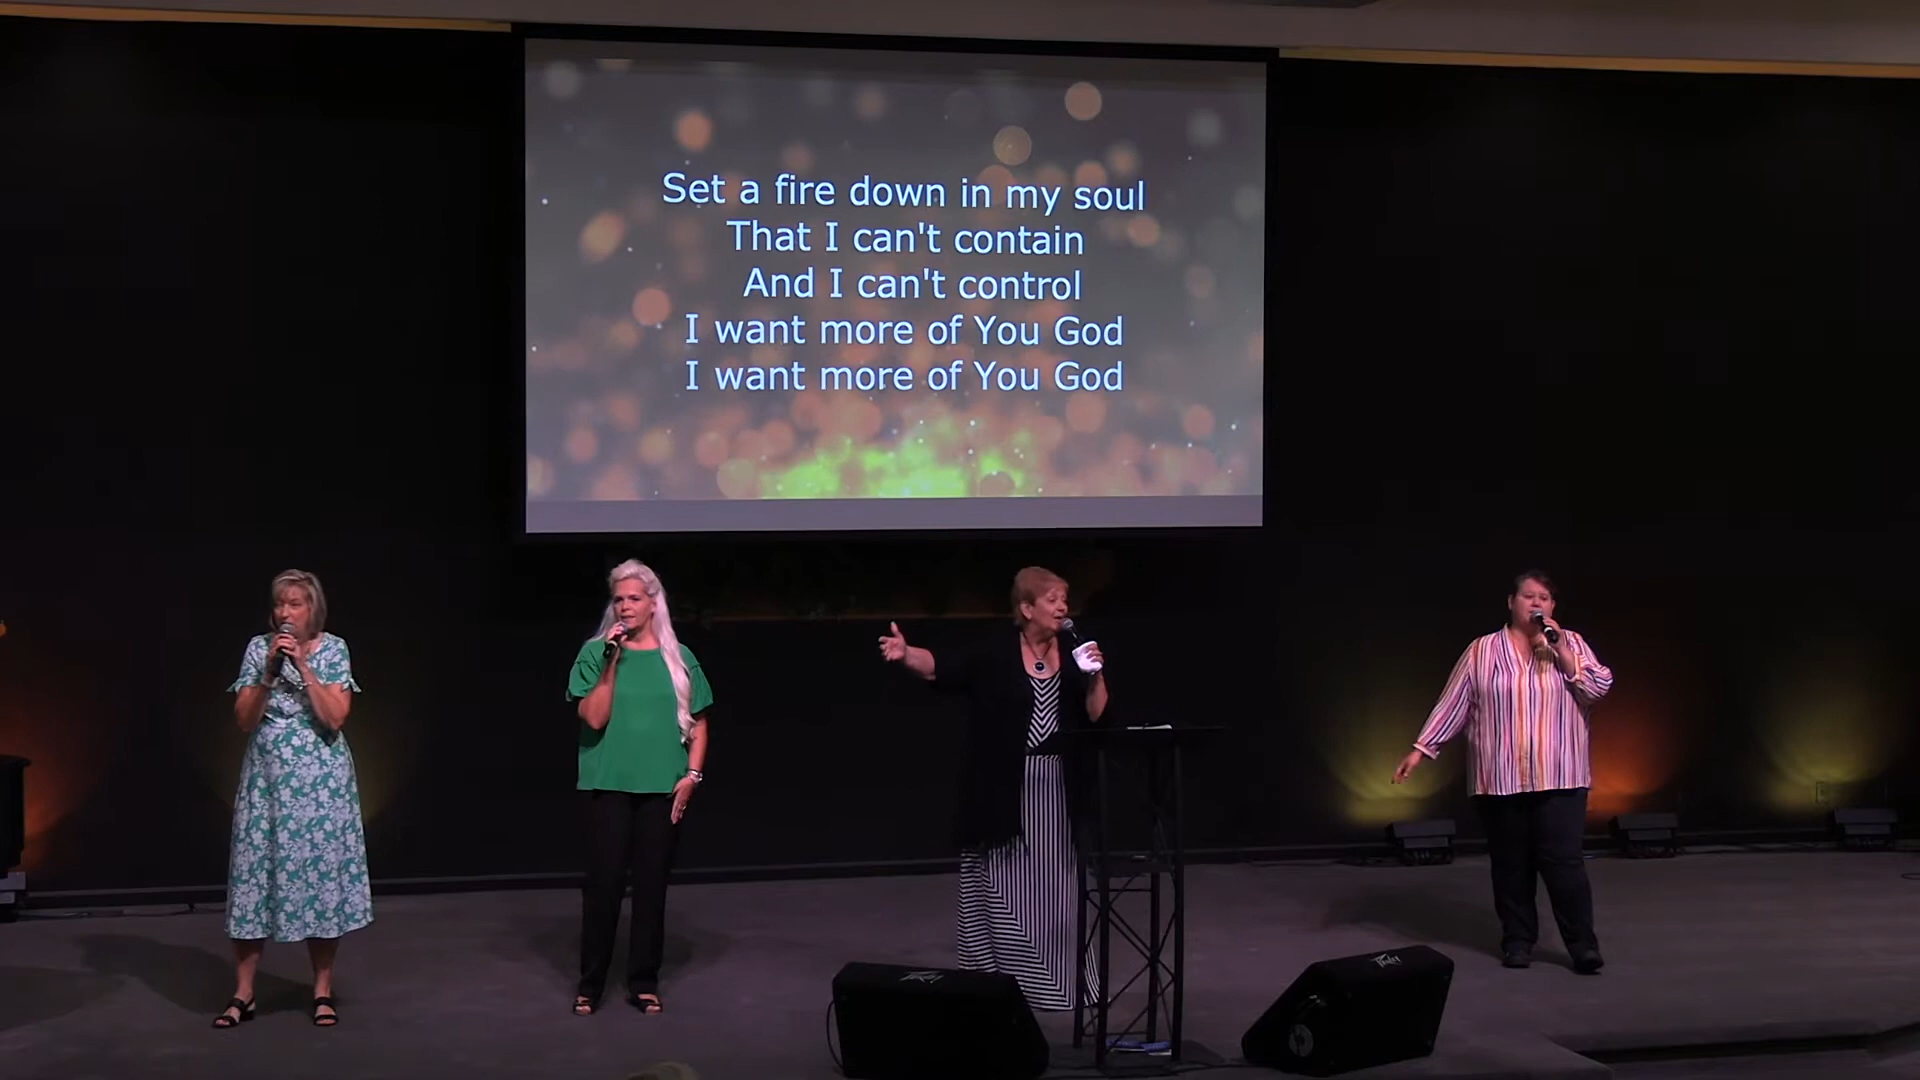 Set a fire down in my soul
That I can't contain
And I can't control
I want more of You God
I want more of You God
Peavey